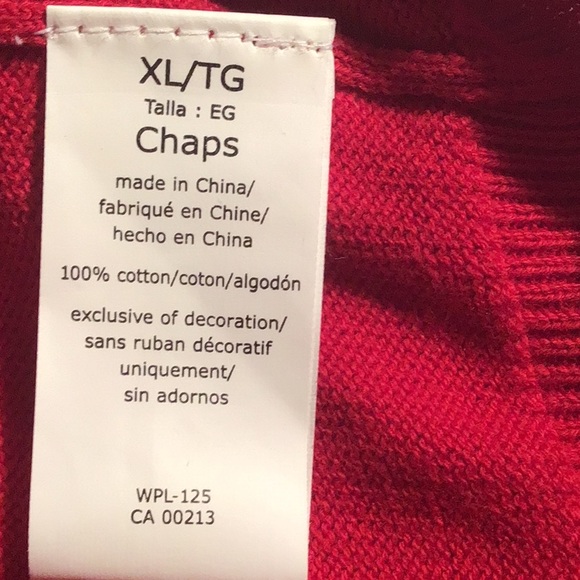 XL/TG
Talla : EG
Chaps
made in China/
fabriqué en Chine/
hecho en China
100% cotton/coton/algodón
exclusive of decoration/
sans ruban décoratif
uniquement/
sin adornos
WPL-125
CA 00213